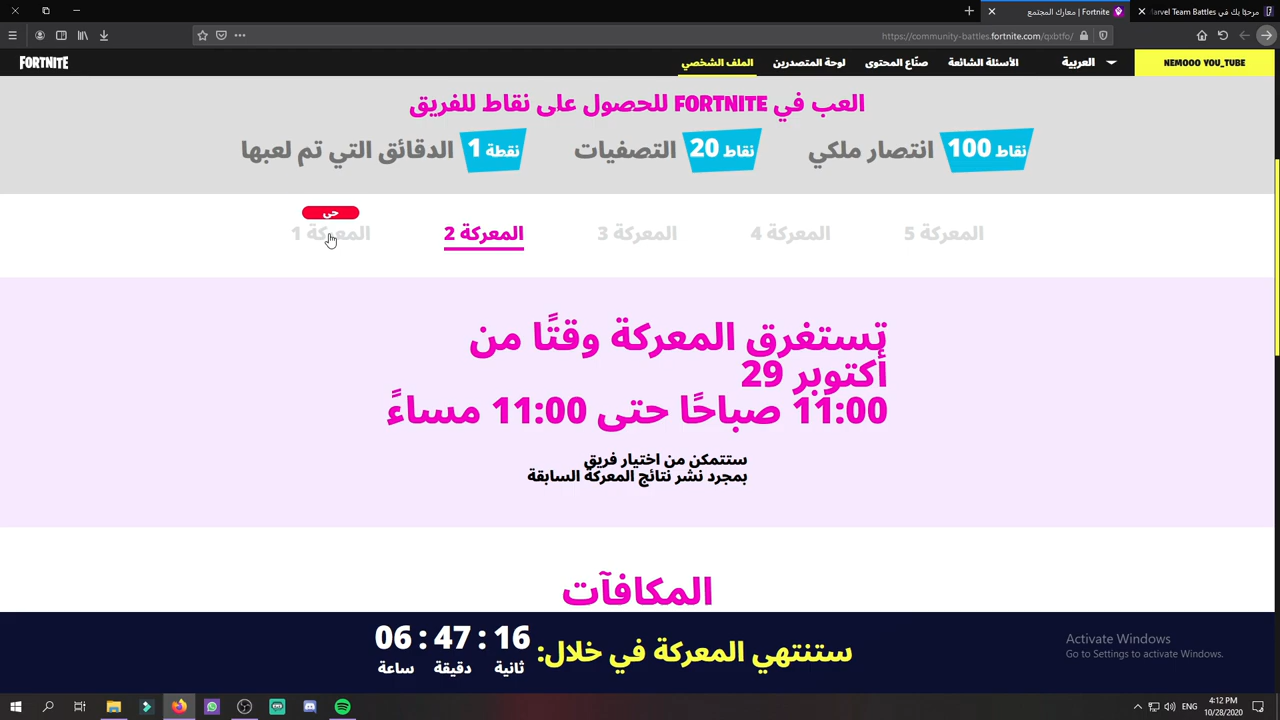 مرحبًا بك في Marvel Team Battles
Fortnite | معارك المجتمع
https://community-battles.fortnite.com/qxbtfo/
FORTNITE
الملف الشخصي
لوحة المتصدرين
صنّاع المحتوى
الأسئلة الشائعة
العربية
NEMOOO YOU_TUBE
العب في FORTNITE للحصول على نقاط للفريق
100 نقاط انتصار ملكي
20 نقاط التصفيات
1 نقطة الدقائق التي تم لعبها
حي
المعركة 1
المعركة 2
المعركة 3
المعركة 4
المعركة 5
تستغرق المعركة وقتًا من
أكتوبر 29
11:00 صباحًا حتى 11:00 مساءً
ستتمكن من اختيار فريق
بمجرد نشر نتائج المعركة السابقة
المكافآت
ستنتهي المعركة في خلال:
06 : 47 : 16
ساعة دقيقة ثانية
Activate Windows
Go to Settings to activate Windows.
ENG
4:12 PM
10/28/2020